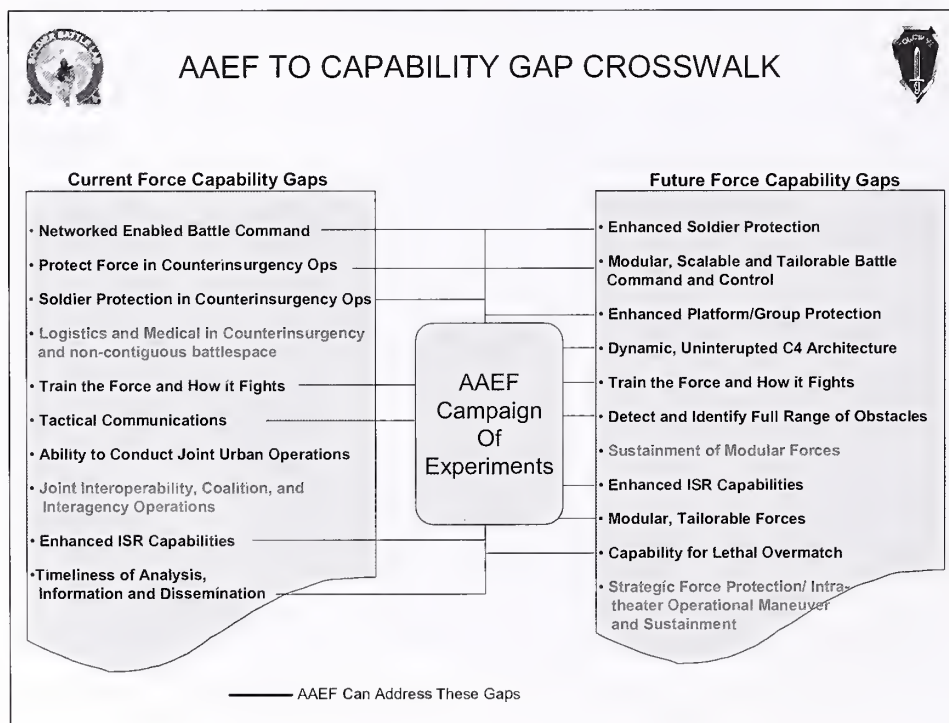 AAEF TO CAPABILITY GAP CROSSWALK
SOLDIER BATTLE LAB
FOLLOW ME
Current Force Capability Gaps
• Networked Enabled Battle Command
• Protect Force in Counterinsurgency Ops
• Soldier Protection in Counterinsurgency Ops
• Logistics and Medical in Counterinsurgency
and non-contiguous battlespace
• Train the Force and How it Fights
• Tactical Communications
• Ability to Conduct Joint Urban Operations
• Joint Interoperability, Coalition, and
Interagency Operations
• Enhanced ISR Capabilities
•Timeliness of Analysis,
Information and Dissemination
AAEF
Campaign
Of
Experiments
Future Force Capability Gaps
• Enhanced Soldier Protection
• Modular, Scalable and Tailorable Battle
Command and Control
• Enhanced Platform/Group Protection
• Dynamic, Uninterupted C4 Architecture
• Train the Force and How it Fights
• Detect and Identify Full Range of Obstacles
• Sustainment of Modular Forces
• Enhanced ISR Capabilities
• Modular, Tailorable Forces
• Capability for Lethal Overmatch
• Strategic Force Protection/ Intra-
theater Operational Maneuver
and Sustainment
AAEF Can Address These Gaps